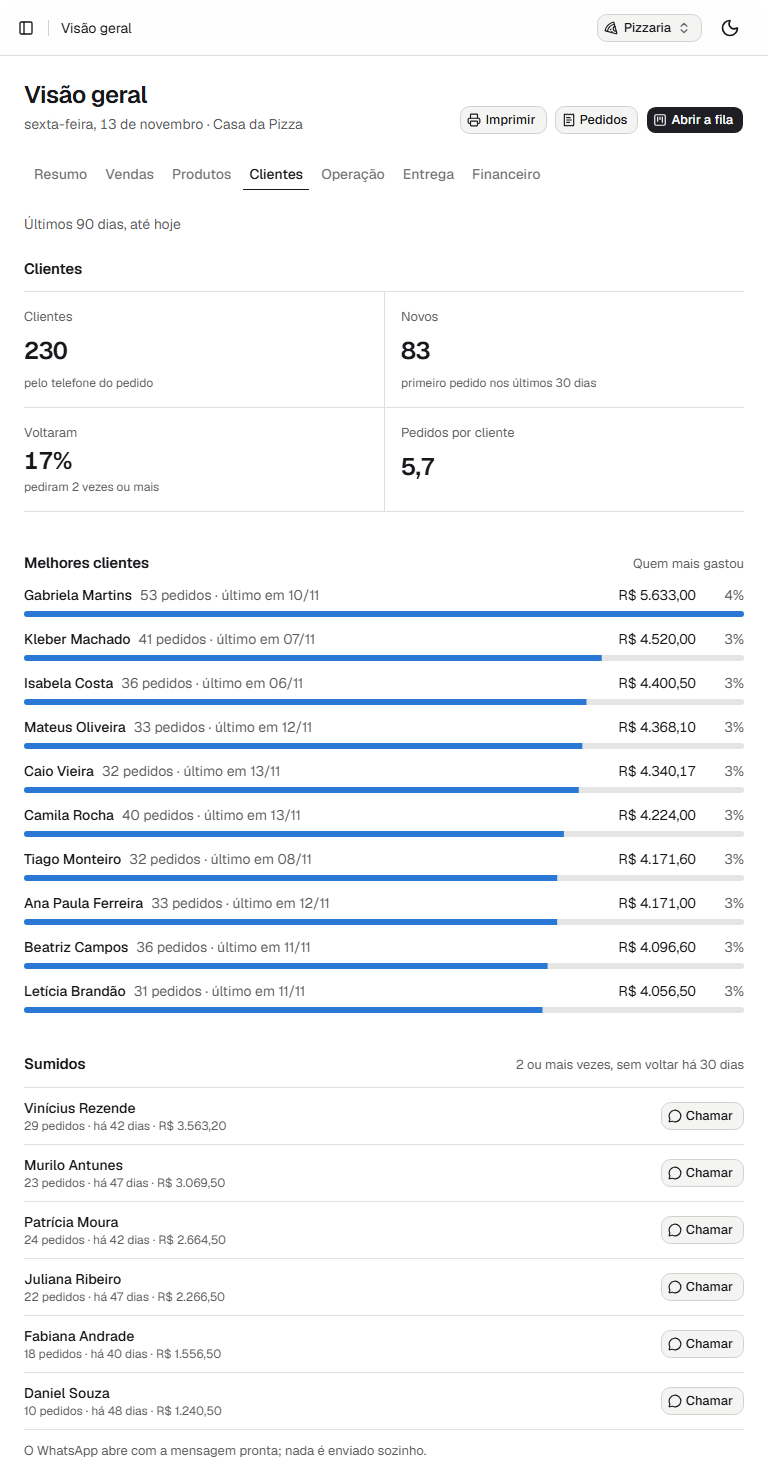 Visão geral
Pizzaria
Visão geral
sexta-feira, 13 de novembro · Casa da Pizza
Imprimir
Pedidos
Abrir a fila
Resumo Vendas Produtos Clientes Operação Entrega Financeiro
Últimos 90 dias, até hoje
Clientes
Clientes
230
pelo telefone do pedido
Novos
83
primeiro pedido nos últimos 30 dias
Voltaram
17%
pediram 2 vezes ou mais
Pedidos por cliente
5,7
Melhores clientes Quem mais gastou
Gabriela Martins 53 pedidos · último em 10/11 R$ 5.633,00 4%
Kleber Machado 41 pedidos · último em 07/11 R$ 4.520,00 3%
Isabela Costa 36 pedidos · último em 06/11 R$ 4.400,50 3%
Mateus Oliveira 33 pedidos · último em 12/11 R$ 4.368,10 3%
Caio Vieira 32 pedidos · último em 13/11 R$ 4.340,17 3%
Camila Rocha 40 pedidos · último em 13/11 R$ 4.224,00 3%
Tiago Monteiro 32 pedidos · último em 08/11 R$ 4.171,60 3%
Ana Paula Ferreira 33 pedidos · último em 12/11 R$ 4.171,00 3%
Beatriz Campos 36 pedidos · último em 11/11 R$ 4.096,60 3%
Letícia Brandão 31 pedidos · último em 11/11 R$ 4.056,50 3%
Sumidos 2 ou mais vezes, sem voltar há 30 dias
Vinícius Rezende
29 pedidos · há 42 dias · R$ 3.563,20
Chamar
Murilo Antunes
23 pedidos · há 47 dias · R$ 3.069,50
Chamar
Patrícia Moura
24 pedidos · há 42 dias · R$ 2.664,50
Chamar
Juliana Ribeiro
22 pedidos · há 47 dias · R$ 2.266,50
Chamar
Fabiana Andrade
18 pedidos · há 40 dias · R$ 1.556,50
Chamar
Daniel Souza
10 pedidos · há 48 dias · R$ 1.240,50
Chamar
O WhatsApp abre com a mensagem pronta; nada é enviado sozinho.